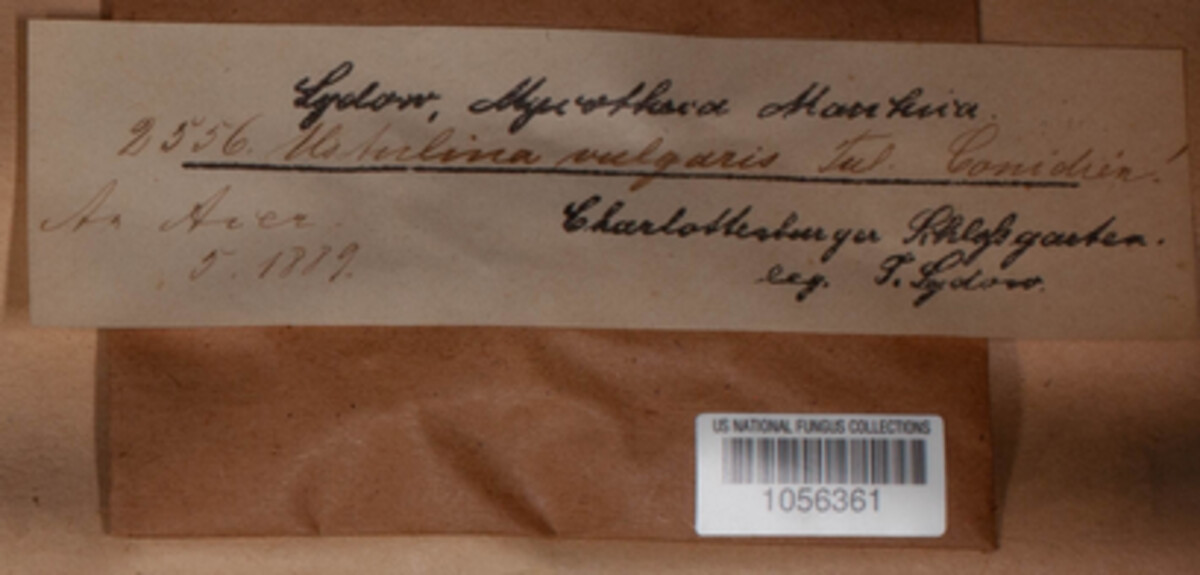 Sydow, Mycotheca Marchica.
2556. Ustulina vulgaris Tul. Conidien!
An Acer.
5. 1889.
Charlottenburger Schloßgarten.
leg. P. Sydow.
US NATIONAL FUNGUS COLLECTIONS
1056361